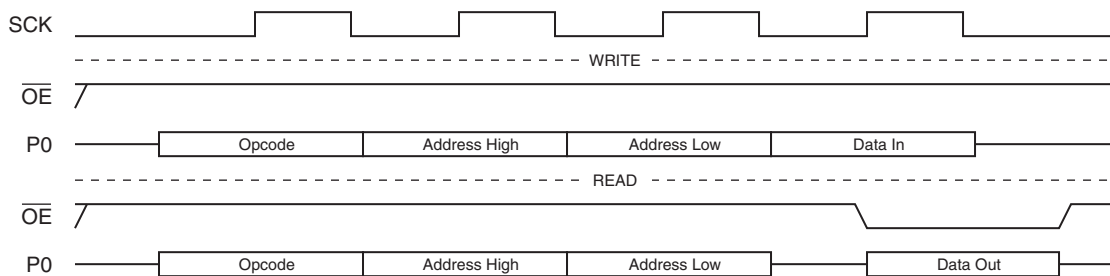 SCK
WRITE
OE
P0 Opcode Address High Address Low Data In
READ
OE
P0 Opcode Address High Address Low Data Out